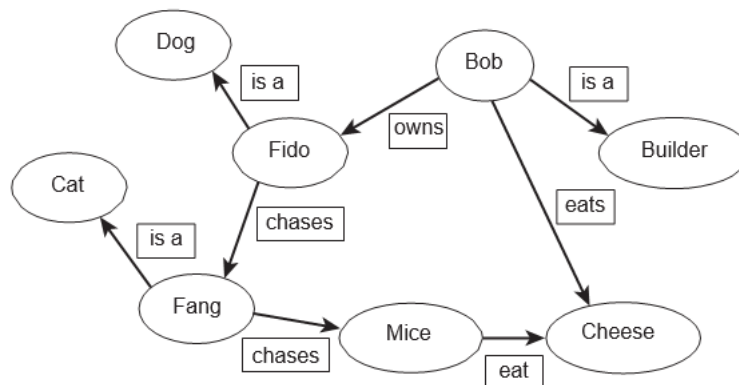 Dog
Bob
is a
is a
owns
Fido
Builder
Cat
eats
chases
is a
Fang
Mice
Cheese
chases
eat